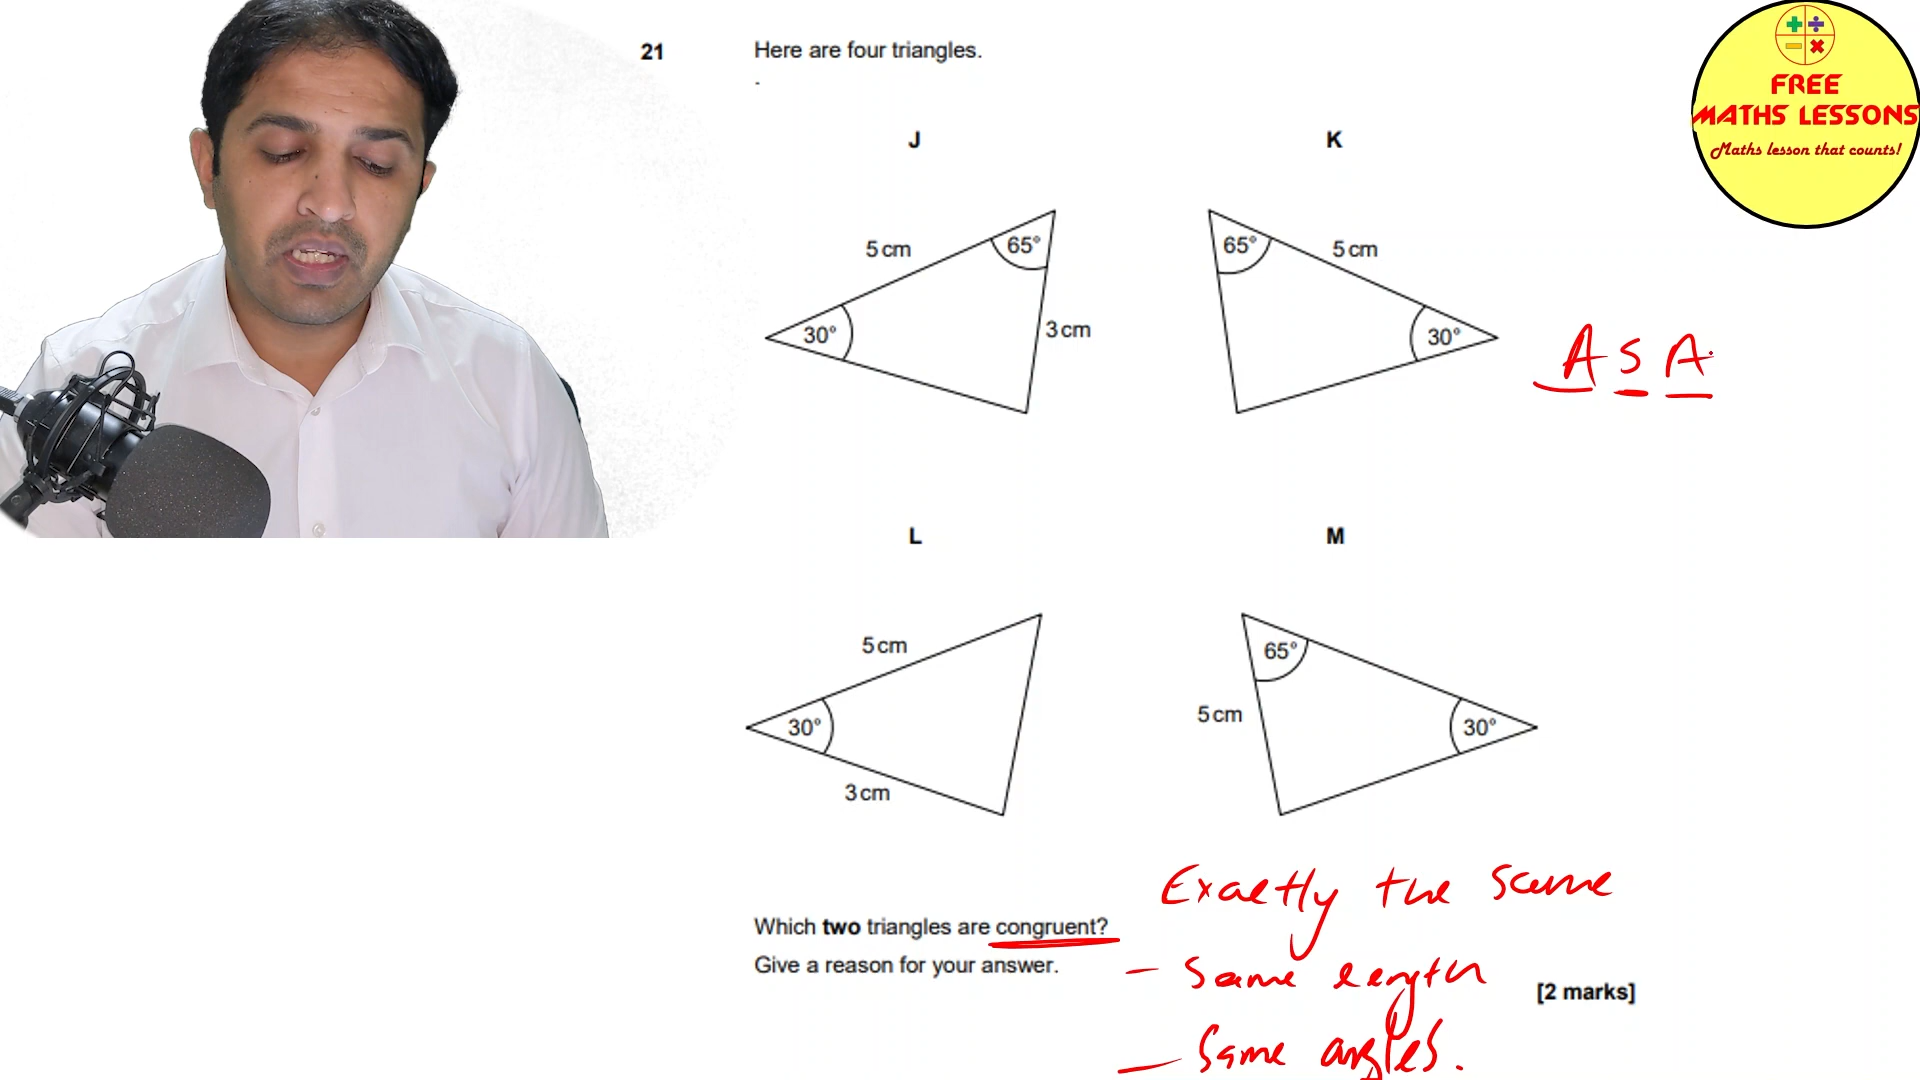 21 Here are four triangles.
J K
5 cm 65° 30° 3 cm
65° 5 cm 30°
A S A
L M
5 cm 30° 3 cm
65° 5 cm 30°
Exactly the same
Which two triangles are congruent?
Give a reason for your answer.
- Same length
[2 marks]
- Same angles.
FREE
MATHS LESSONS
Maths lesson that counts!